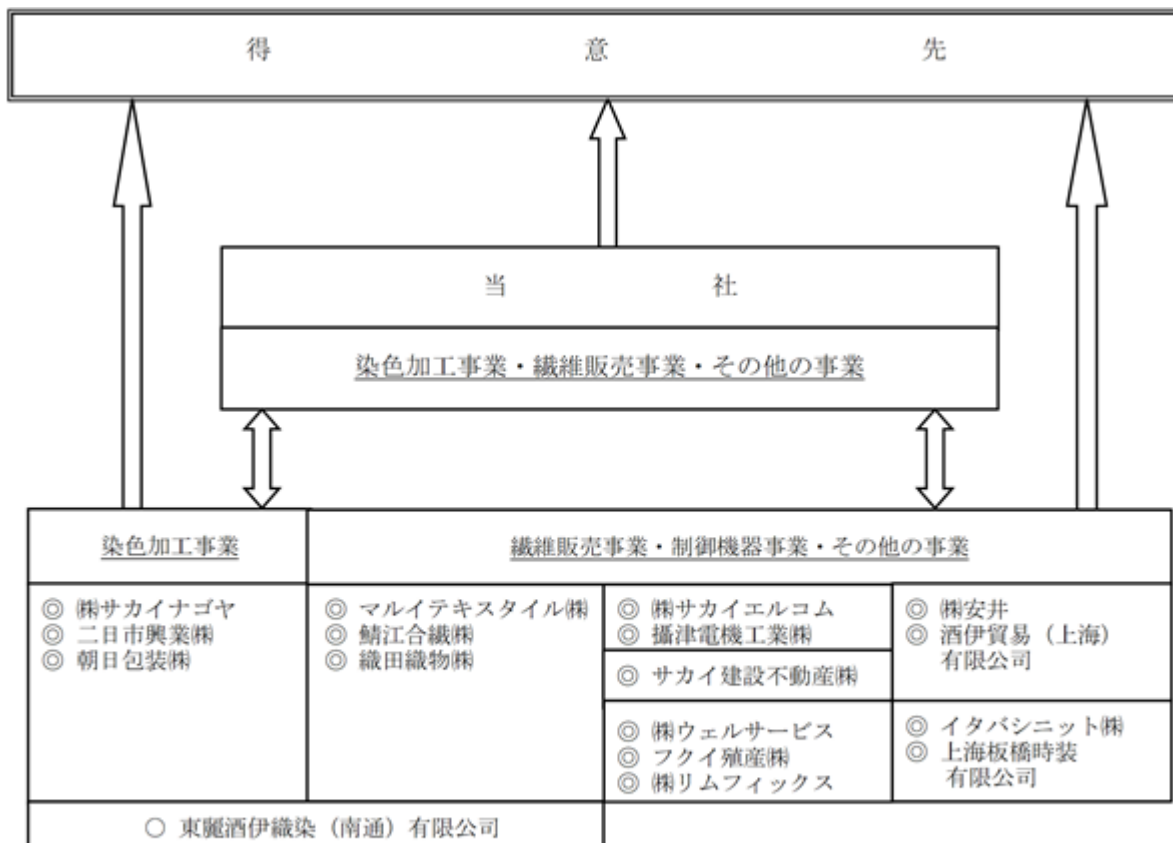 得意先
当社
染色加工事業・繊維販売事業・その他の事業
染色加工事業
繊維販売事業・制御機器事業・その他の事業
◎ ㈱サカイナゴヤ
◎ 二日市興業㈱
◎ 朝日包装㈱
◎ マルイテキスタイル㈱
◎ 鯖江合繊㈱
◎ 織田織物㈱
◎ ㈱サカイエルコム
◎ 攝津電機工業㈱
◎ サカイ建設不動産㈱
◎ ㈱ウェルサービス
◎ フクイ殖産㈱
◎ ㈱リムフィックス
◎ ㈱安井
◎ 酒伊貿易（上海）
有限公司
◎ イタバシニット㈱
◎ 上海板橋時装
有限公司
○ 東麗酒伊織染（南通）有限公司